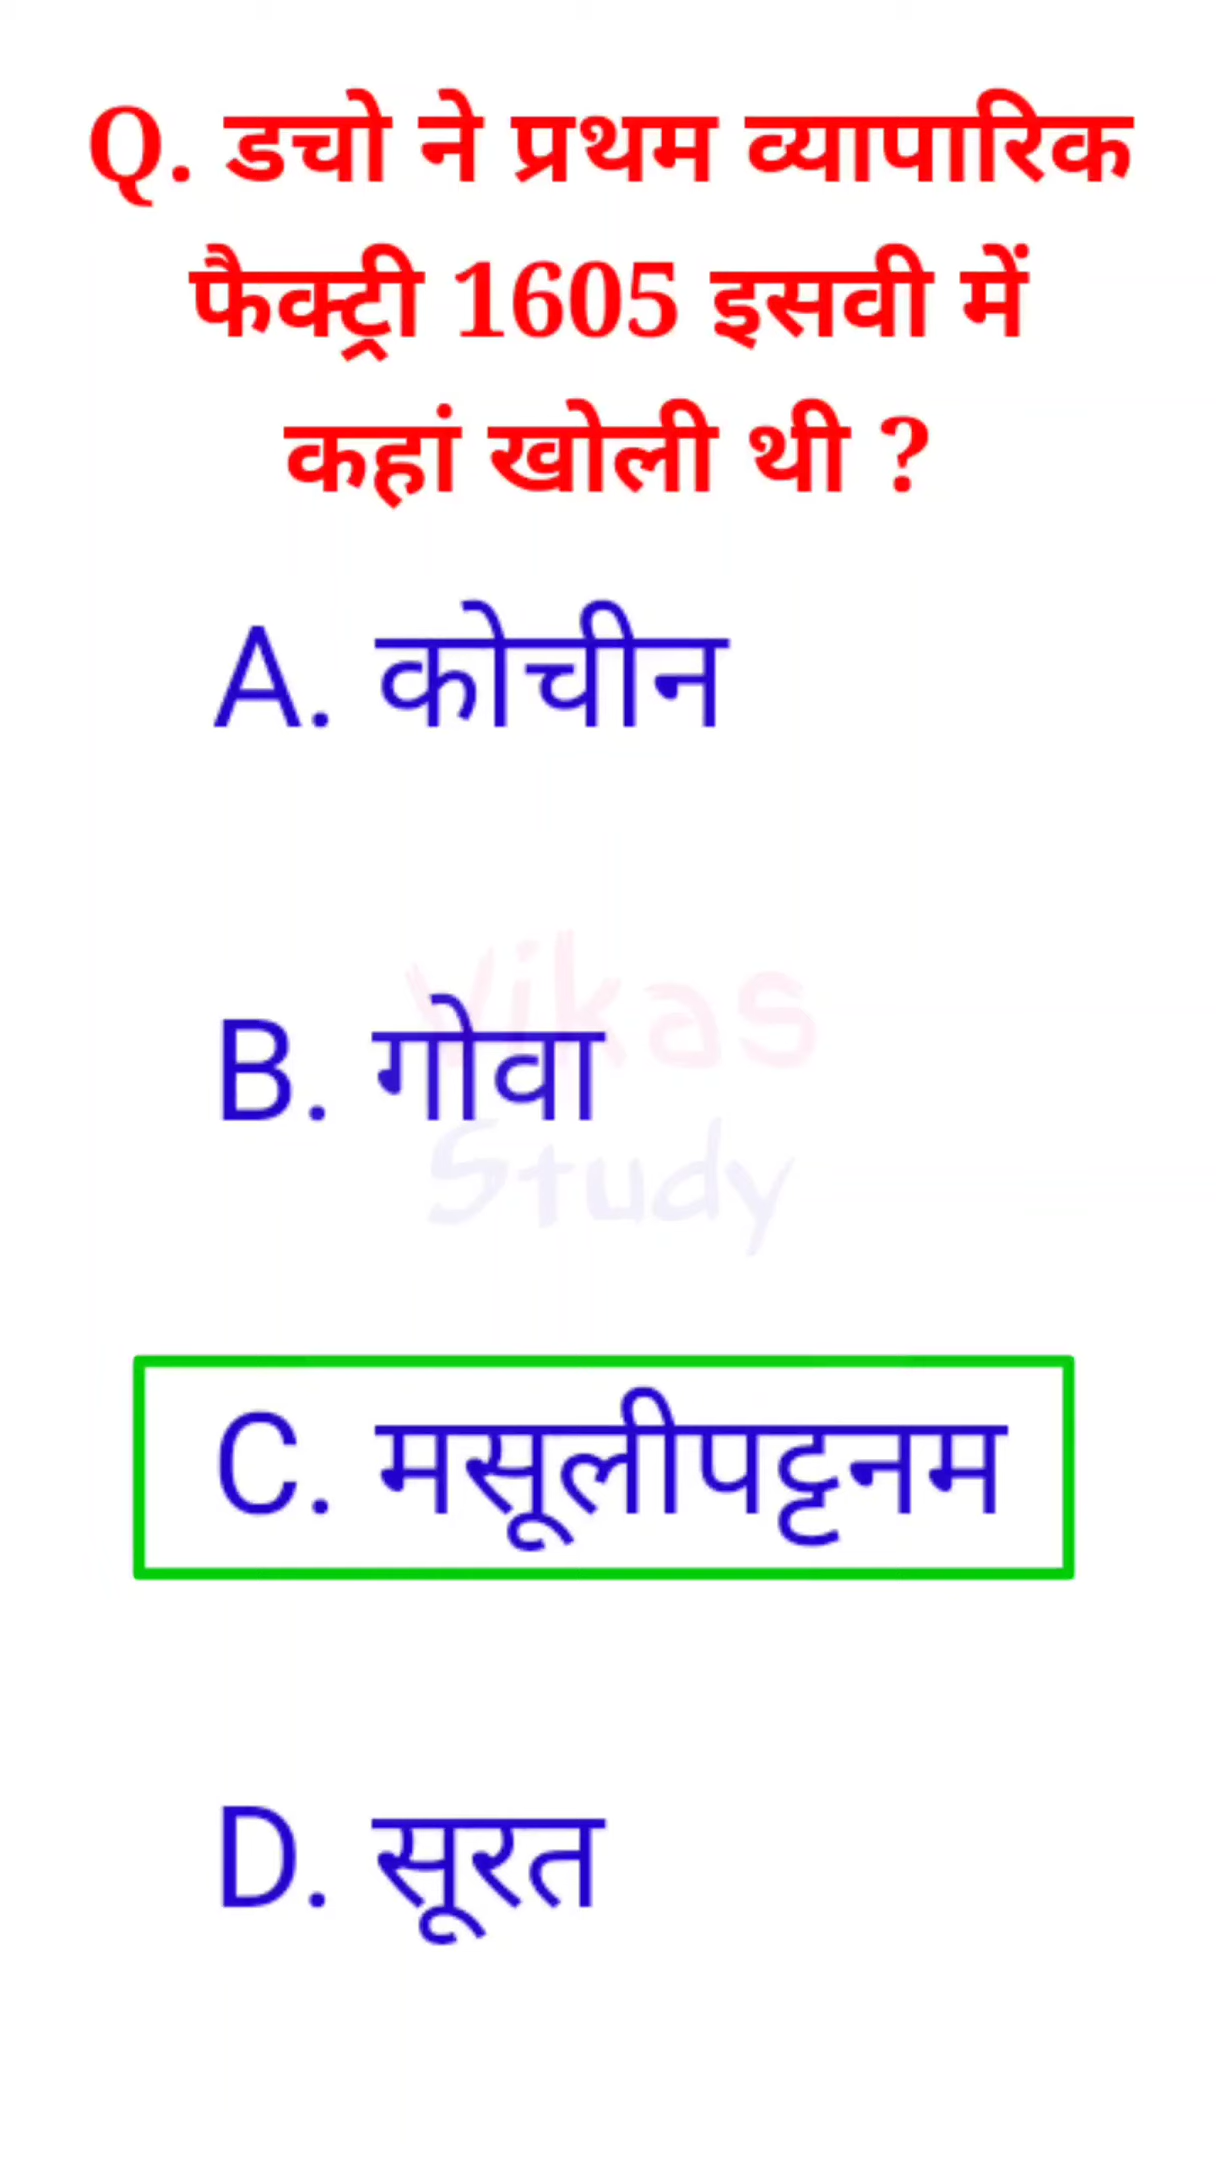 Q. डचो ने प्रथम व्यापारिक
फैक्ट्री 1605 इसवी में
कहां खोली थी ?
A. कोचीन
Vikas
B. गोवा
Study
C. मसूलीपट्टनम
D. सूरत